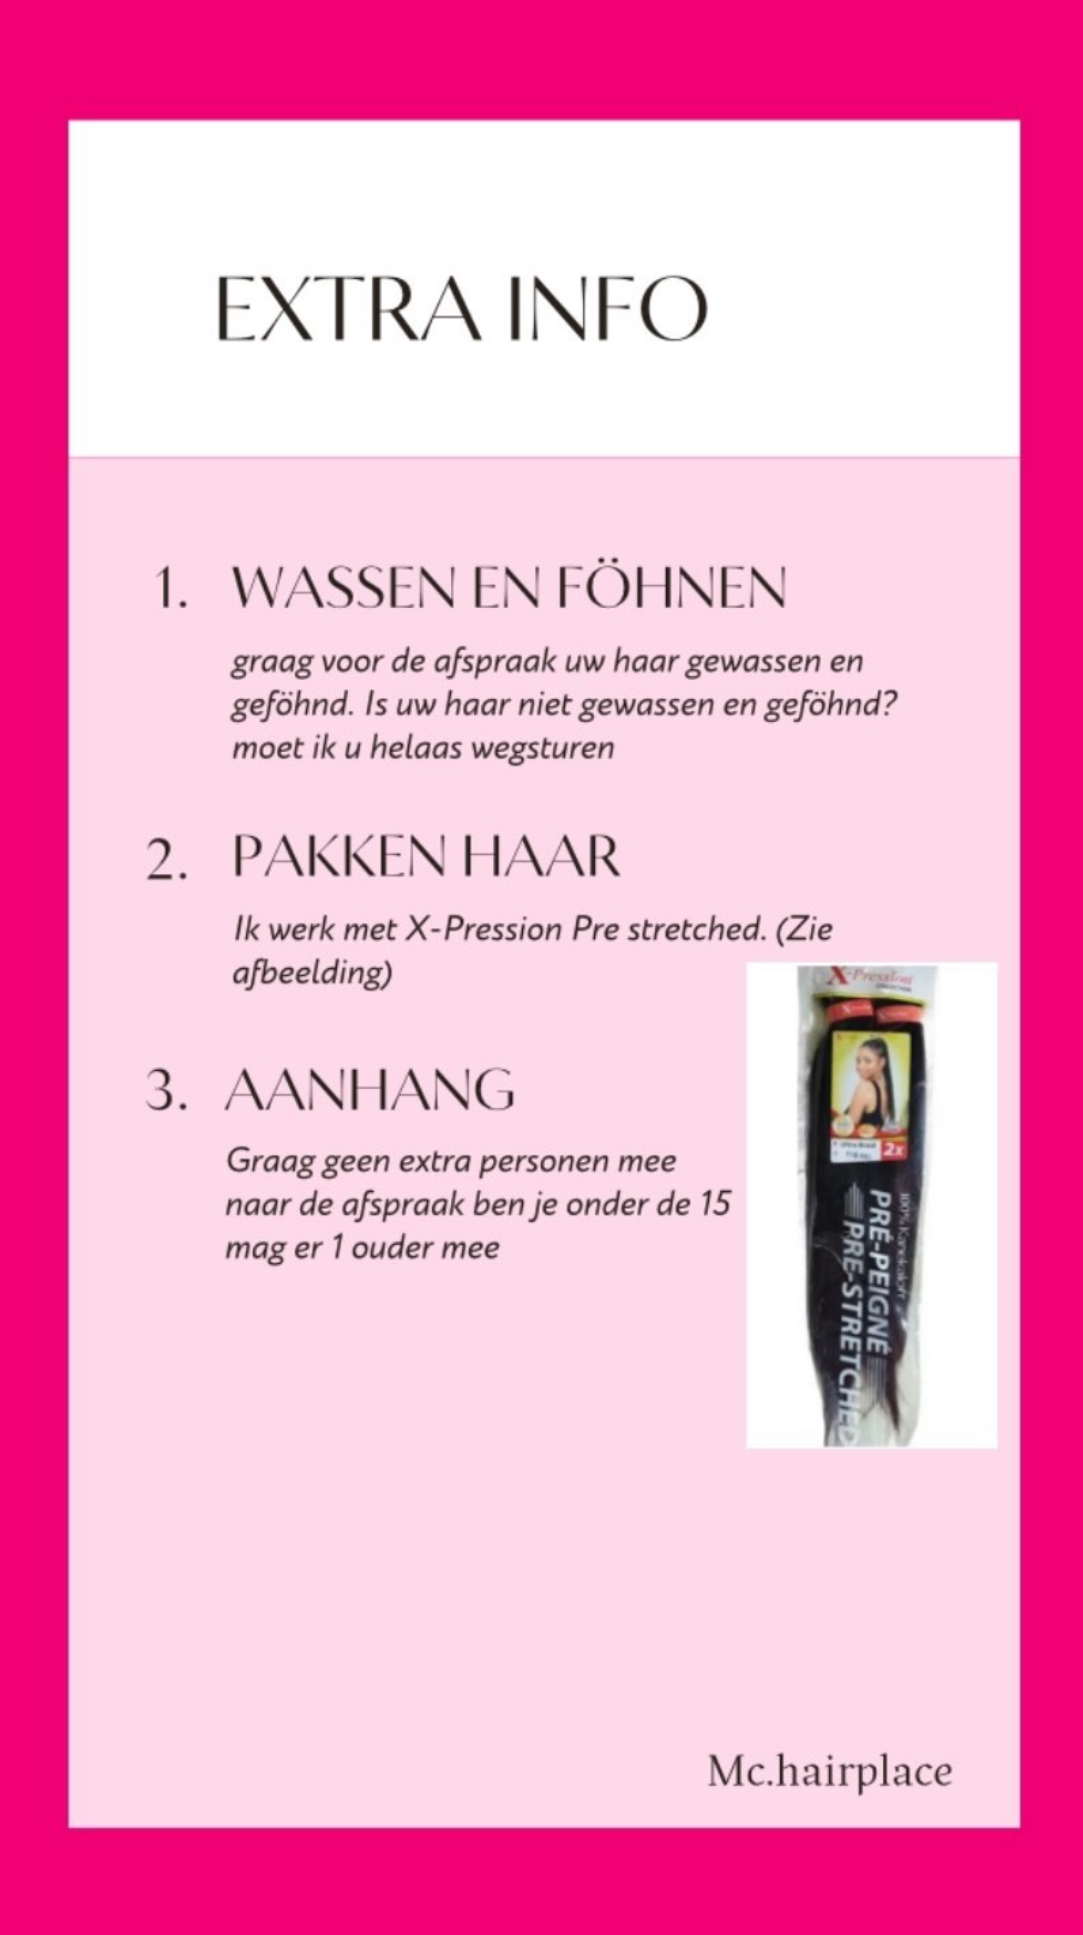 EXTRA INFO
1. WASSEN EN FÖHNEN
graag voor de afspraak uw haar gewassen en
geföhnd. Is uw haar niet gewassen en geföhnd?
moet ik u helaas wegsturen
2. PAKKEN HAAR
Ik werk met X-Pression Pre stretched. (Zie
afbeelding)
X-Pression
2x
100% Kanekalon
PRÉ-PEIGNÉ
PRE-STRETCHED
3. AANHANG
Graag geen extra personen mee
naar de afspraak ben je onder de 15
mag er 1 ouder mee
Mc.hairplace